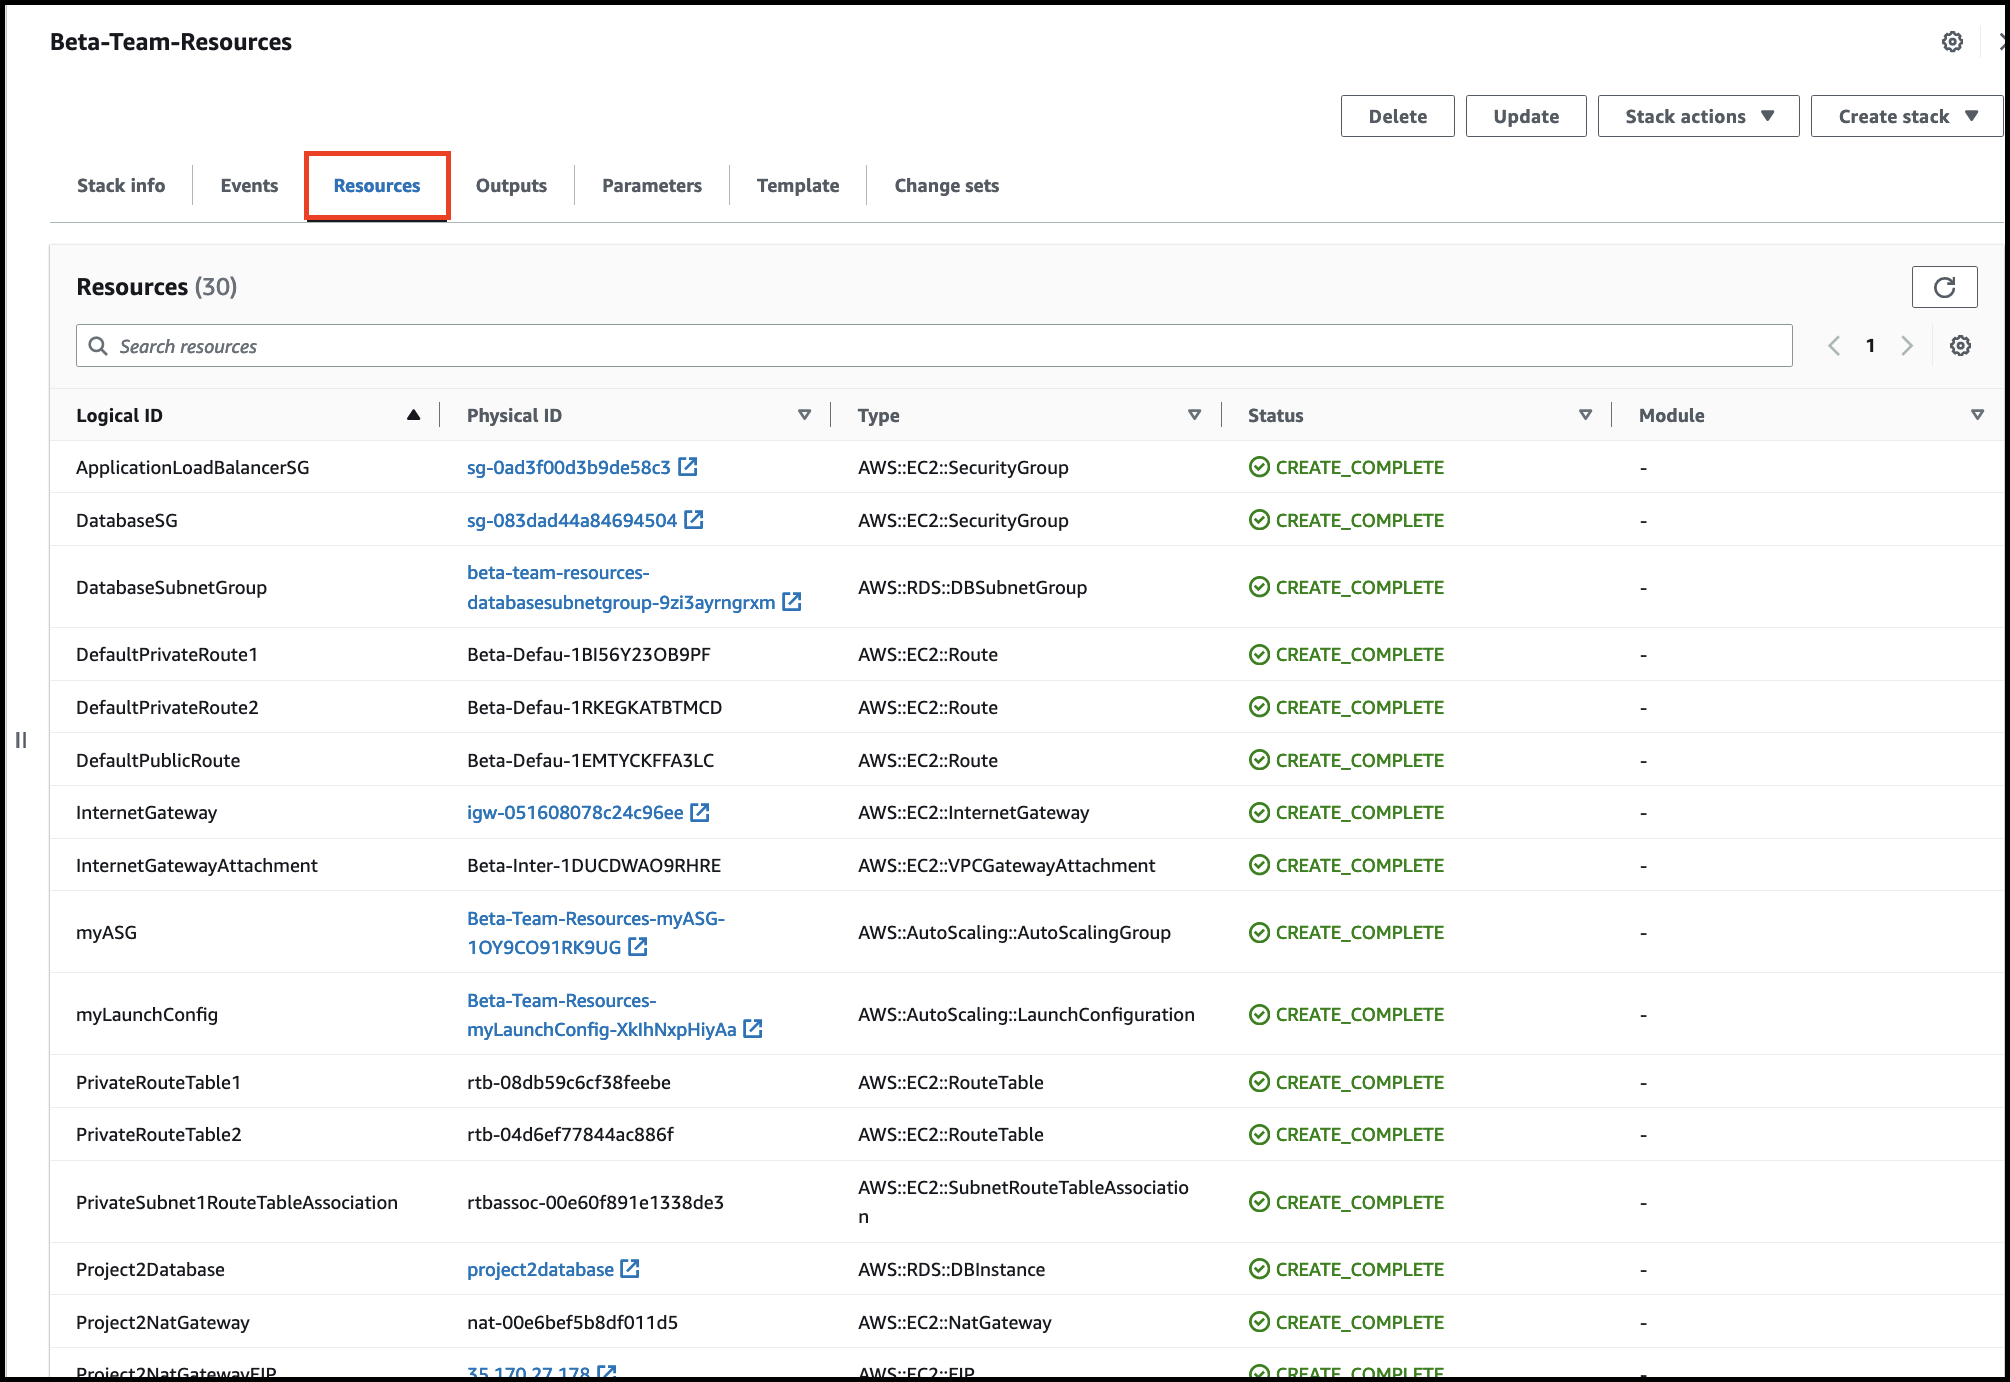 Beta-Team-Resources
Delete
Update
Stack actions
Create stack
Stack info
Events
Resources
Outputs
Parameters
Template
Change sets
Resources (30)
Search resources
1
Logical ID
Physical ID
Type
Status
Module
ApplicationLoadBalancerSG sg-0ad3f00d3b9de58c3 AWS::EC2::SecurityGroup CREATE_COMPLETE -
DatabaseSG sg-083dad44a84694504 AWS::EC2::SecurityGroup CREATE_COMPLETE -
DatabaseSubnetGroup beta-team-resources-
databasesubnetgroup-9zi3ayrngrxm AWS::RDS::DBSubnetGroup CREATE_COMPLETE -
DefaultPrivateRoute1 Beta-Defau-1BI56Y23OB9PF AWS::EC2::Route CREATE_COMPLETE -
DefaultPrivateRoute2 Beta-Defau-1RKEGKATBTMCD AWS::EC2::Route CREATE_COMPLETE -
DefaultPublicRoute Beta-Defau-1EMTYCKFFA3LC AWS::EC2::Route CREATE_COMPLETE -
InternetGateway igw-051608078c24c96ee AWS::EC2::InternetGateway CREATE_COMPLETE -
InternetGatewayAttachment Beta-Inter-1DUCDWAO9RHRE AWS::EC2::VPCGatewayAttachment CREATE_COMPLETE -
myASG Beta-Team-Resources-myASG-
1OY9CO91RK9UG AWS::AutoScaling::AutoScalingGroup CREATE_COMPLETE -
myLaunchConfig Beta-Team-Resources-
myLaunchConfig-XkIhNxpHiyAa AWS::AutoScaling::LaunchConfiguration CREATE_COMPLETE -
PrivateRouteTable1 rtb-08db59c6cf38feebe AWS::EC2::RouteTable CREATE_COMPLETE -
PrivateRouteTable2 rtb-04d6ef77844ac886f AWS::EC2::RouteTable CREATE_COMPLETE -
PrivateSubnet1RouteTableAssociation rtbassoc-00e60f891e1338de3 AWS::EC2::SubnetRouteTableAssociatio
n CREATE_COMPLETE -
Project2Database project2database AWS::RDS::DBInstance CREATE_COMPLETE -
Project2NatGateway nat-00e6bef5b8df011d5 AWS::EC2::NatGateway CREATE_COMPLETE -
Project2NatGatewayEIP 35.170.27.178 AWS::EC2::EIP CREATE_COMPLETE -